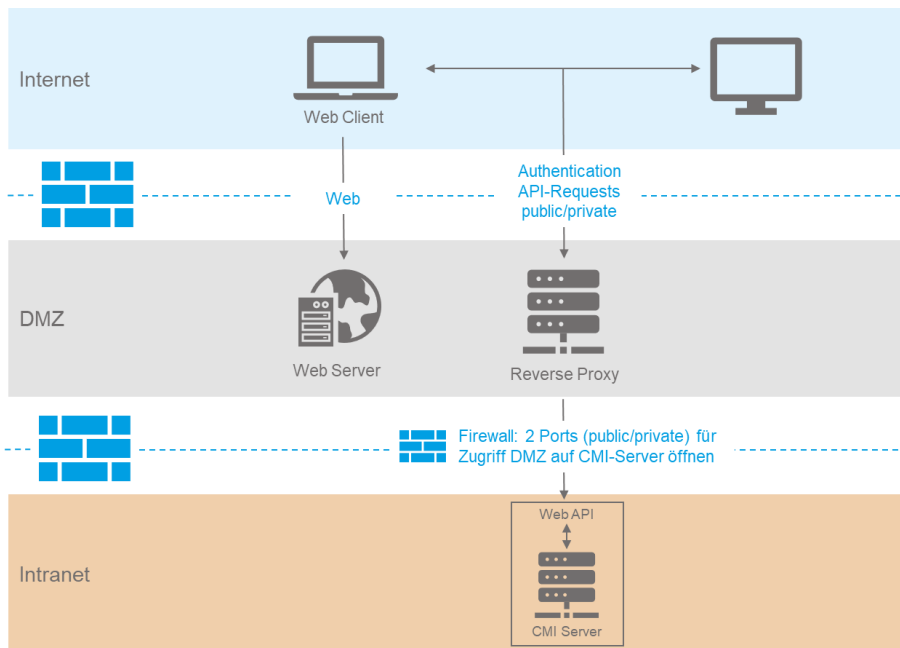 Internet
Web Client
Web
Authentication
API-Requests
public/private
DMZ
Web Server
Reverse Proxy
Firewall: 2 Ports (public/private) für
Zugriff DMZ auf CMI-Server öffnen
Intranet
Web API
CMI Server